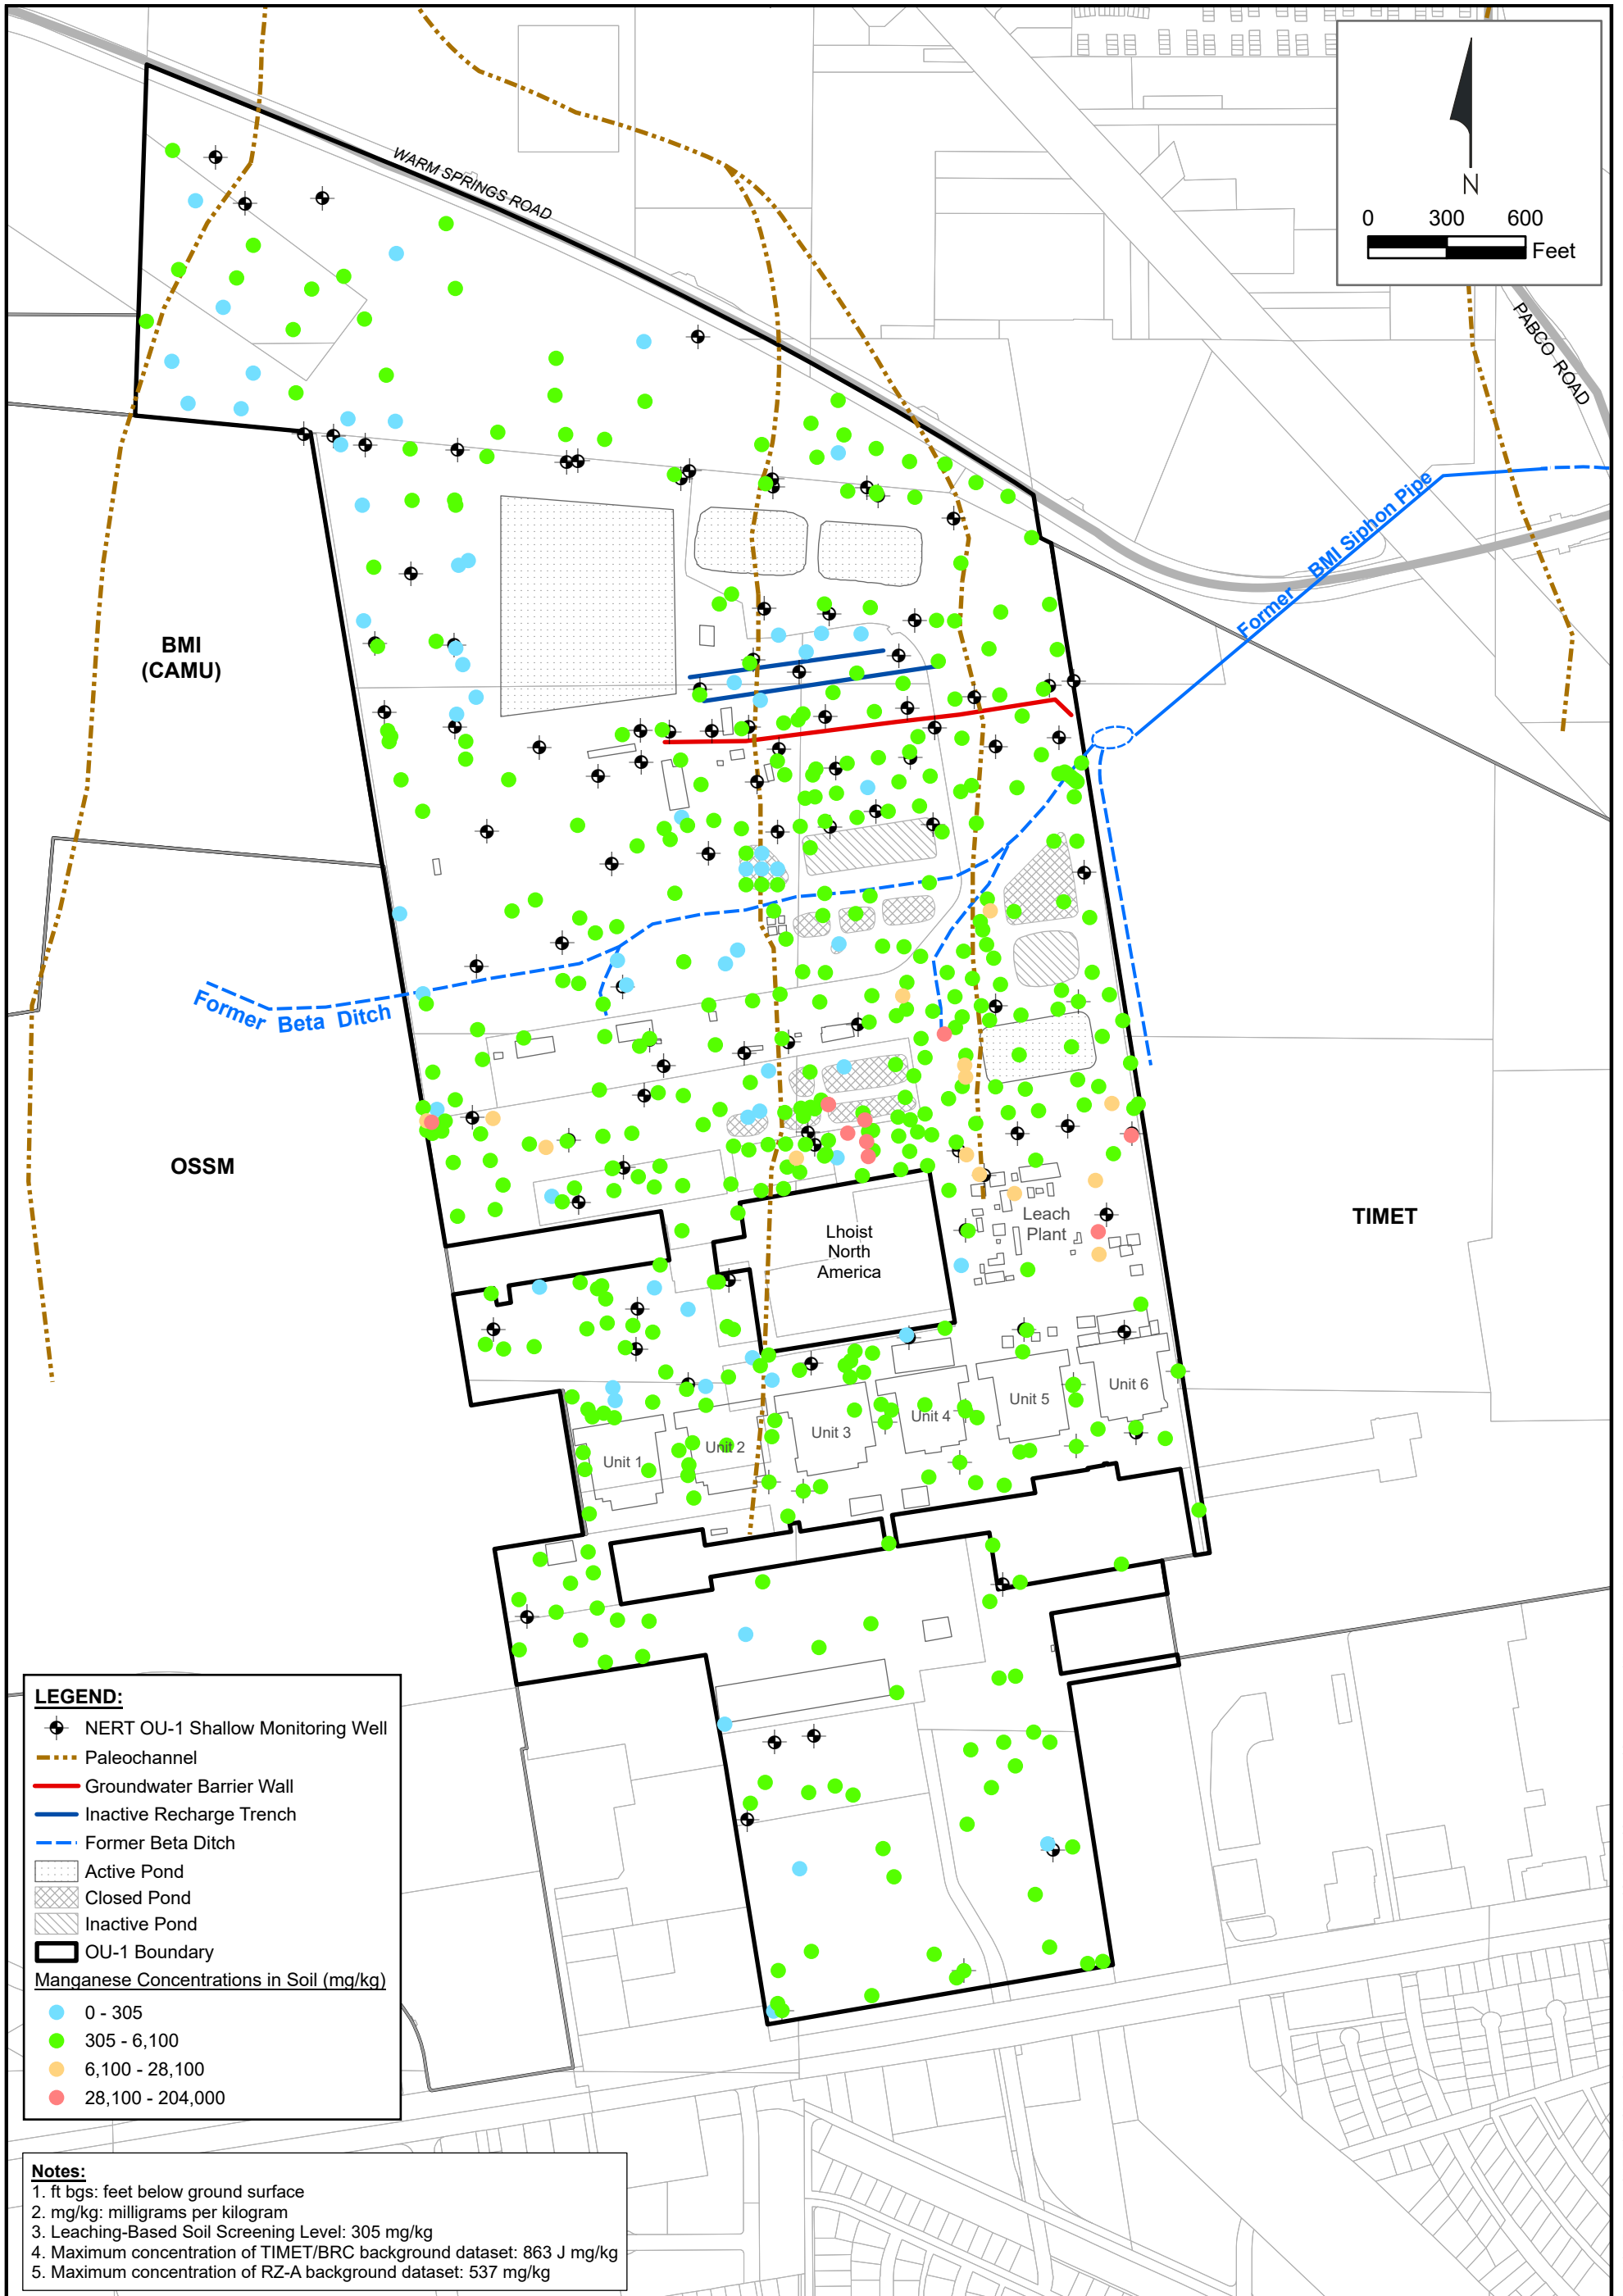 0 300 600
Feet
N
WARM SPRINGS ROAD
PABCO ROAD
Former BMI Siphon Pipe
BMI
(CAMU)
Former Beta Ditch
OSSM
TIMET
Lhoist
North
America
Leach
Plant
Unit 1
Unit 2
Unit 3
Unit 4
Unit 5
Unit 6
LEGEND:
NERT OU-1 Shallow Monitoring Well
Paleochannel
Groundwater Barrier Wall
Inactive Recharge Trench
Former Beta Ditch
Active Pond
Closed Pond
Inactive Pond
OU-1 Boundary
Manganese Concentrations in Soil (mg/kg)
0 - 305
305 - 6,100
6,100 - 28,100
28,100 - 204,000
Notes:
1. ft bgs: feet below ground surface
2. mg/kg: milligrams per kilogram
3. Leaching-Based Soil Screening Level: 305 mg/kg
4. Maximum concentration of TIMET/BRC background dataset: 863 J mg/kg
5. Maximum concentration of RZ-A background dataset: 537 mg/kg